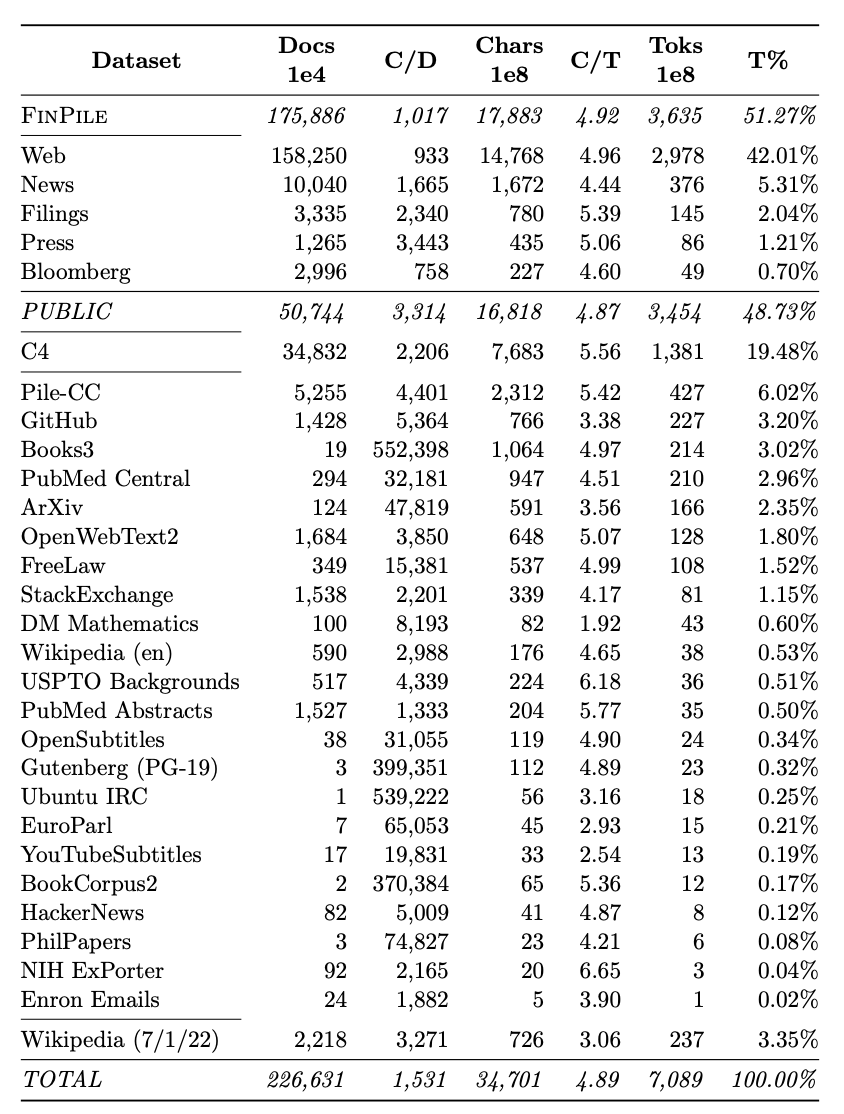 Dataset Docs 1e4 C/D Chars 1e8 C/T Toks 1e8 T%
FINPILE 175,886 1,017 17,883 4.92 3,635 51.27%
Web 158,250 933 14,768 4.96 2,978 42.01%
News 10,040 1,665 1,672 4.44 376 5.31%
Filings 3,335 2,340 780 5.39 145 2.04%
Press 1,265 3,443 435 5.06 86 1.21%
Bloomberg 2,996 758 227 4.60 49 0.70%
PUBLIC 50,744 3,314 16,818 4.87 3,454 48.73%
C4 34,832 2,206 7,683 5.56 1,381 19.48%
Pile-CC 5,255 4,401 2,312 5.42 427 6.02%
GitHub 1,428 5,364 766 3.38 227 3.20%
Books3 19 552,398 1,064 4.97 214 3.02%
PubMed Central 294 32,181 947 4.51 210 2.96%
ArXiv 124 47,819 591 3.56 166 2.35%
OpenWebText2 1,684 3,850 648 5.07 128 1.80%
FreeLaw 349 15,381 537 4.99 108 1.52%
StackExchange 1,538 2,201 339 4.17 81 1.15%
DM Mathematics 100 8,193 82 1.92 43 0.60%
Wikipedia (en) 590 2,988 176 4.65 38 0.53%
USPTO Backgrounds 517 4,339 224 6.18 36 0.51%
PubMed Abstracts 1,527 1,333 204 5.77 35 0.50%
OpenSubtitles 38 31,055 119 4.90 24 0.34%
Gutenberg (PG-19) 3 399,351 112 4.89 23 0.32%
Ubuntu IRC 1 539,222 56 3.16 18 0.25%
EuroParl 7 65,053 45 2.93 15 0.21%
YouTubeSubtitles 17 19,831 33 2.54 13 0.19%
BookCorpus2 2 370,384 65 5.36 12 0.17%
HackerNews 82 5,009 41 4.87 8 0.12%
PhilPapers 3 74,827 23 4.21 6 0.08%
NIH ExPorter 92 2,165 20 6.65 3 0.04%
Enron Emails 24 1,882 5 3.90 1 0.02%
Wikipedia (7/1/22) 2,218 3,271 726 3.06 237 3.35%
TOTAL 226,631 1,531 34,701 4.89 7,089 100.00%